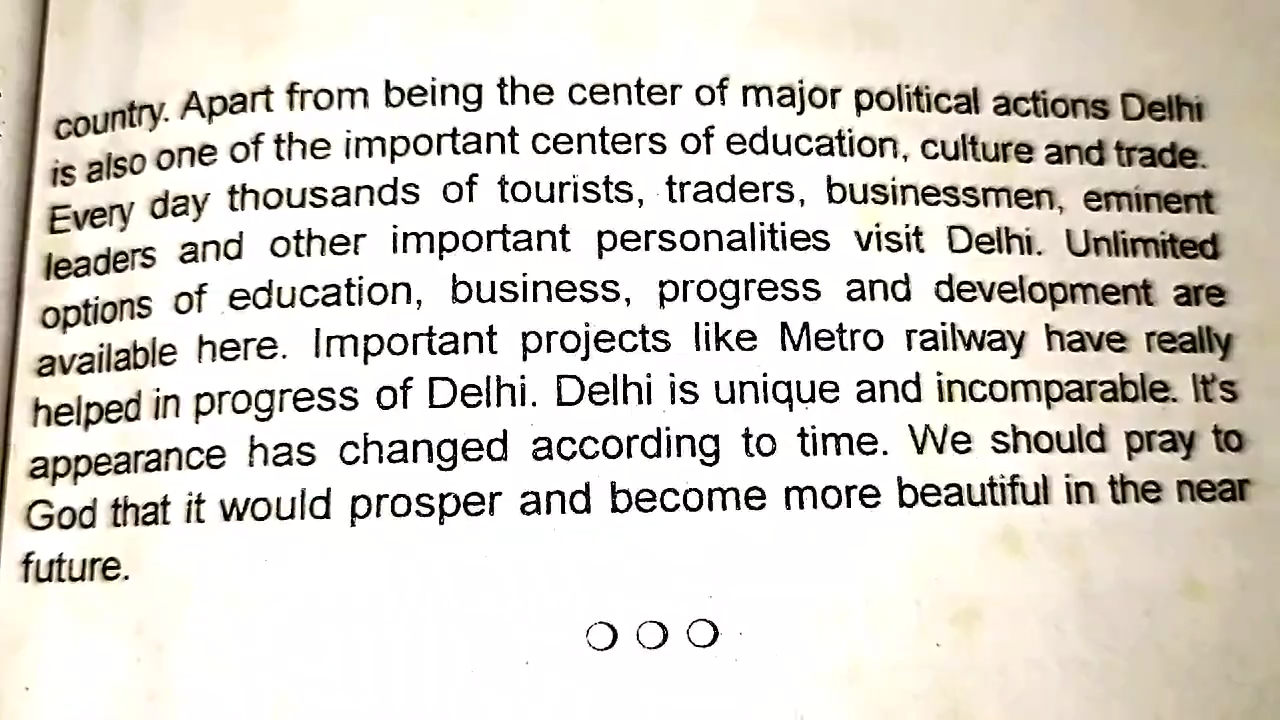 country. Apart from being the center of major political actions Delhi
is also one of the important centers of education, culture and trade.
Every day thousands of tourists, traders, businessmen, eminent
leaders and other important personalities visit Delhi. Unlimited
options of education, business, progress and development are
available here. Important projects like Metro railway have really
helped in progress of Delhi. Delhi is unique and incomparable. It's
appearance has changed according to time. We should pray to
God that it would prosper and become more beautiful in the near
future.